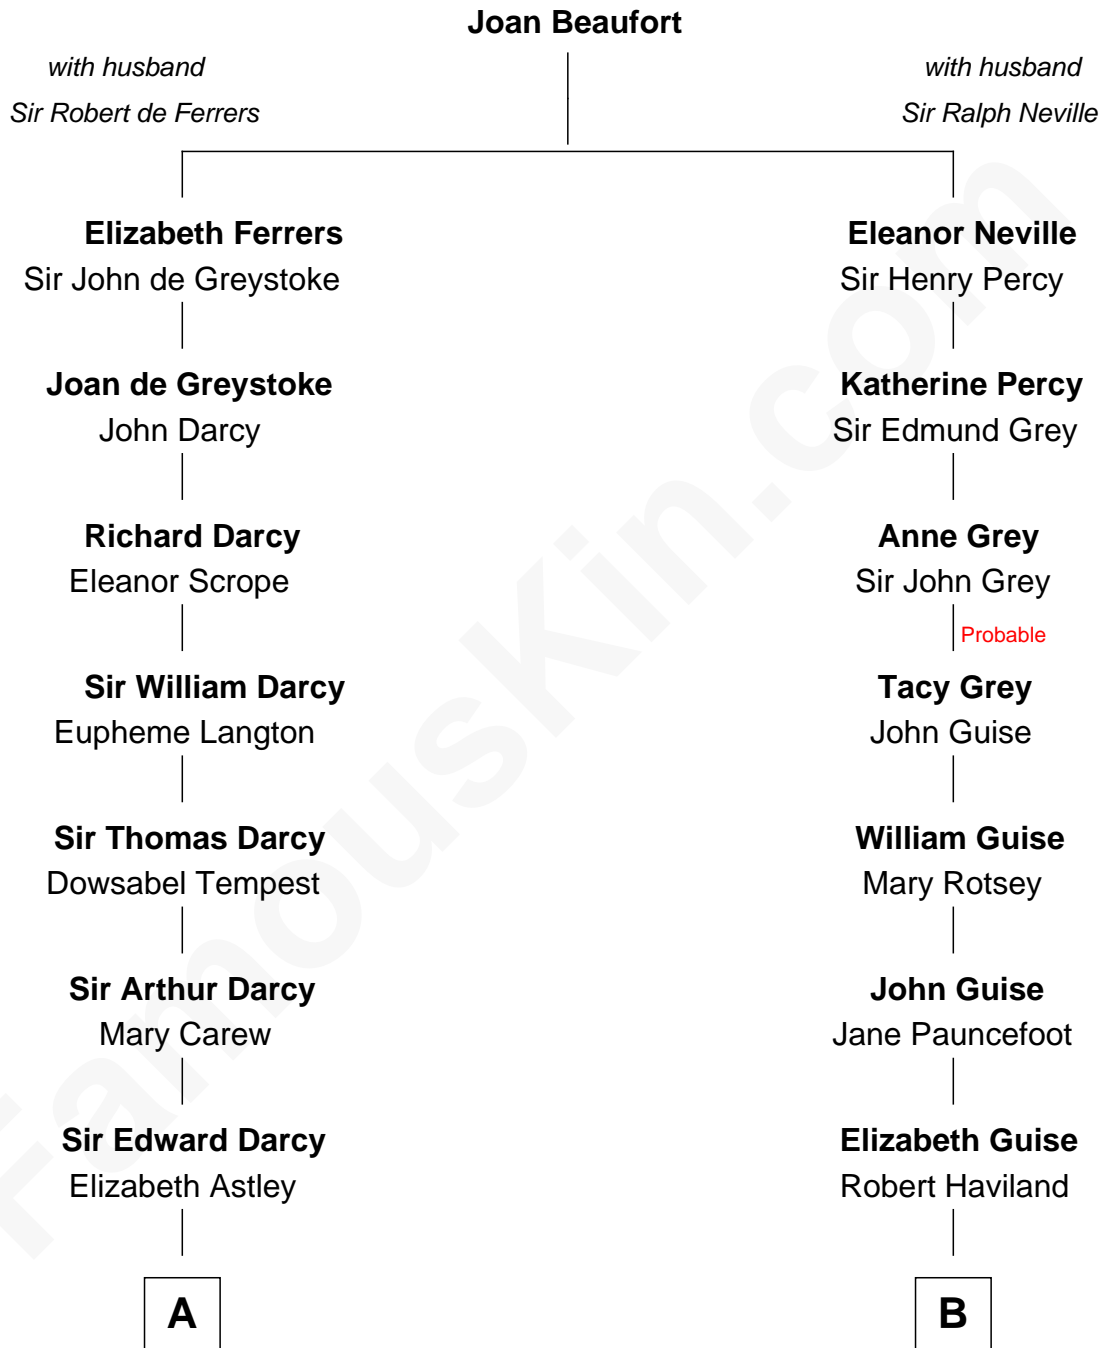 Joan Beaufort
with husband
Sir Robert de Ferrers
with husband
Sir Ralph Neville
Elizabeth Ferrers
Sir John de Greystoke
Eleanor Neville
Sir Henry Percy
Joan de Greystoke
John Darcy
Katherine Percy
Sir Edmund Grey
Richard Darcy
Eleanor Scrope
Anne Grey
Sir John Grey
Probable
Sir William Darcy
Eupheme Langton
Tacy Grey
John Guise
Sir Thomas Darcy
Dowsabel Tempest
William Guise
Mary Rotsey
Sir Arthur Darcy
Mary Carew
John Guise
Jane Pauncefoot
Sir Edward Darcy
Elizabeth Astley
Elizabeth Guise
Robert Haviland
A
B
FamousKin.com